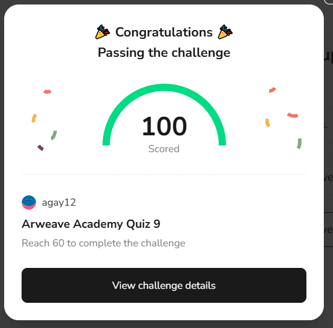 🎉 Congratulations 🎉
Passing the challenge
100
Scored
agay12
Arweave Academy Quiz 9
Reach 60 to complete the challenge
View challenge details